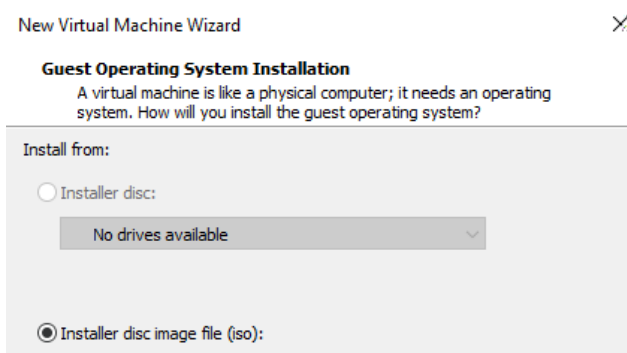 New Virtual Machine Wizard
Guest Operating System Installation
A virtual machine is like a physical computer; it needs an operating
system. How will you install the guest operating system?
Install from:
Installer disc:
No drives available
Installer disc image file (iso):